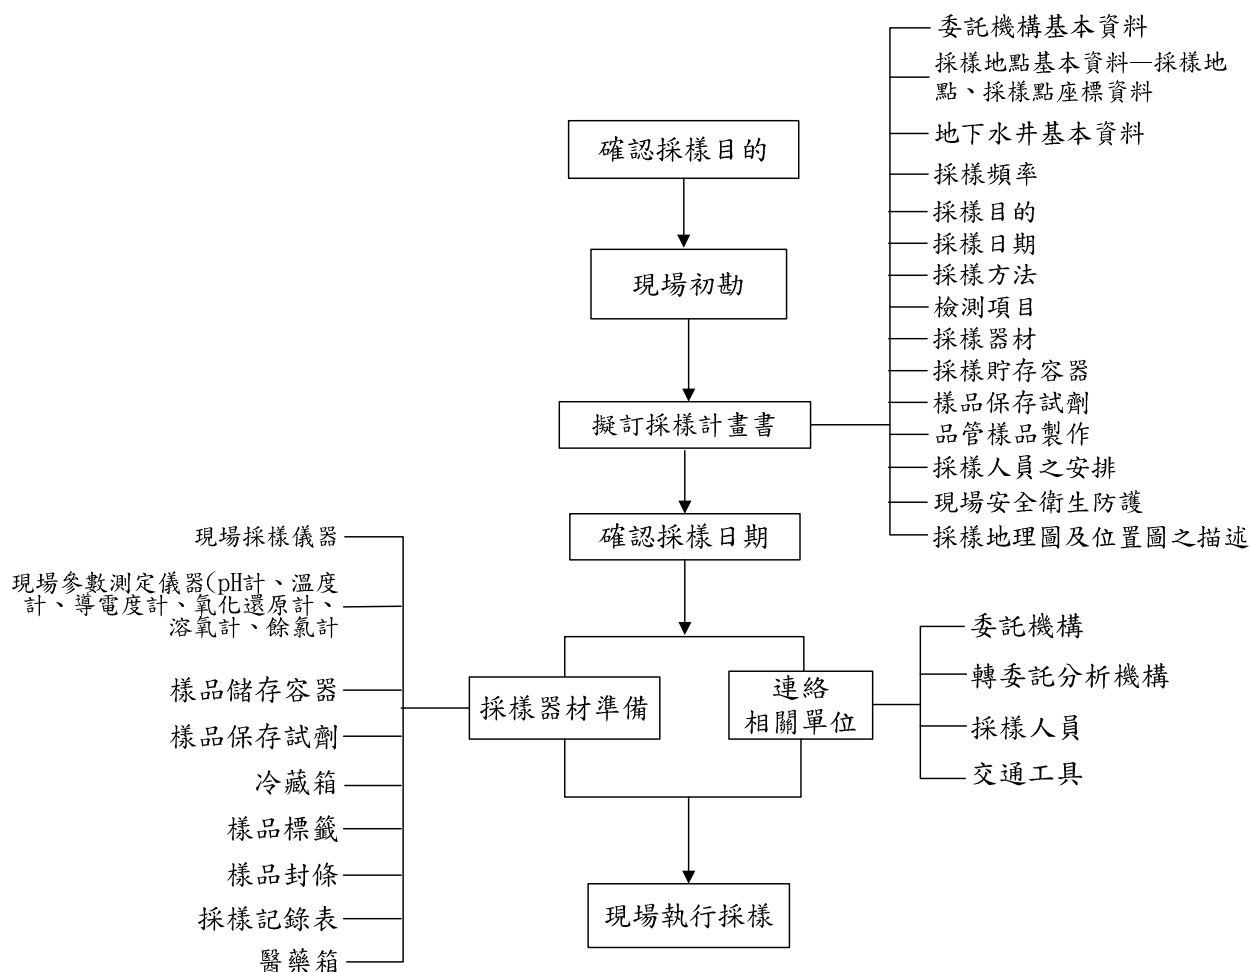 確認採樣目的
現場初勘
擬訂採樣計畫書
委託機構基本資料
採樣地點基本資料—採樣地
點、採樣點座標資料
地下水井基本資料
採樣頻率
採樣目的
採樣日期
採樣方法
檢測項目
採樣器材
採樣貯存容器
樣品保存試劑
品管樣品製作
採樣人員之安排
現場安全衛生防護
採樣地理圖及位置圖之描述
確認採樣日期
採樣器材準備
現場採樣儀器
現場參數測定儀器(pH計、溫度
計、導電度計、氧化還原計、
溶氧計、餘氯計
樣品儲存容器
樣品保存試劑
冷藏箱
樣品標籤
樣品封條
採樣記錄表
醫藥箱
連絡
相關單位
委託機構
轉委託分析機構
採樣人員
交通工具
現場執行採樣